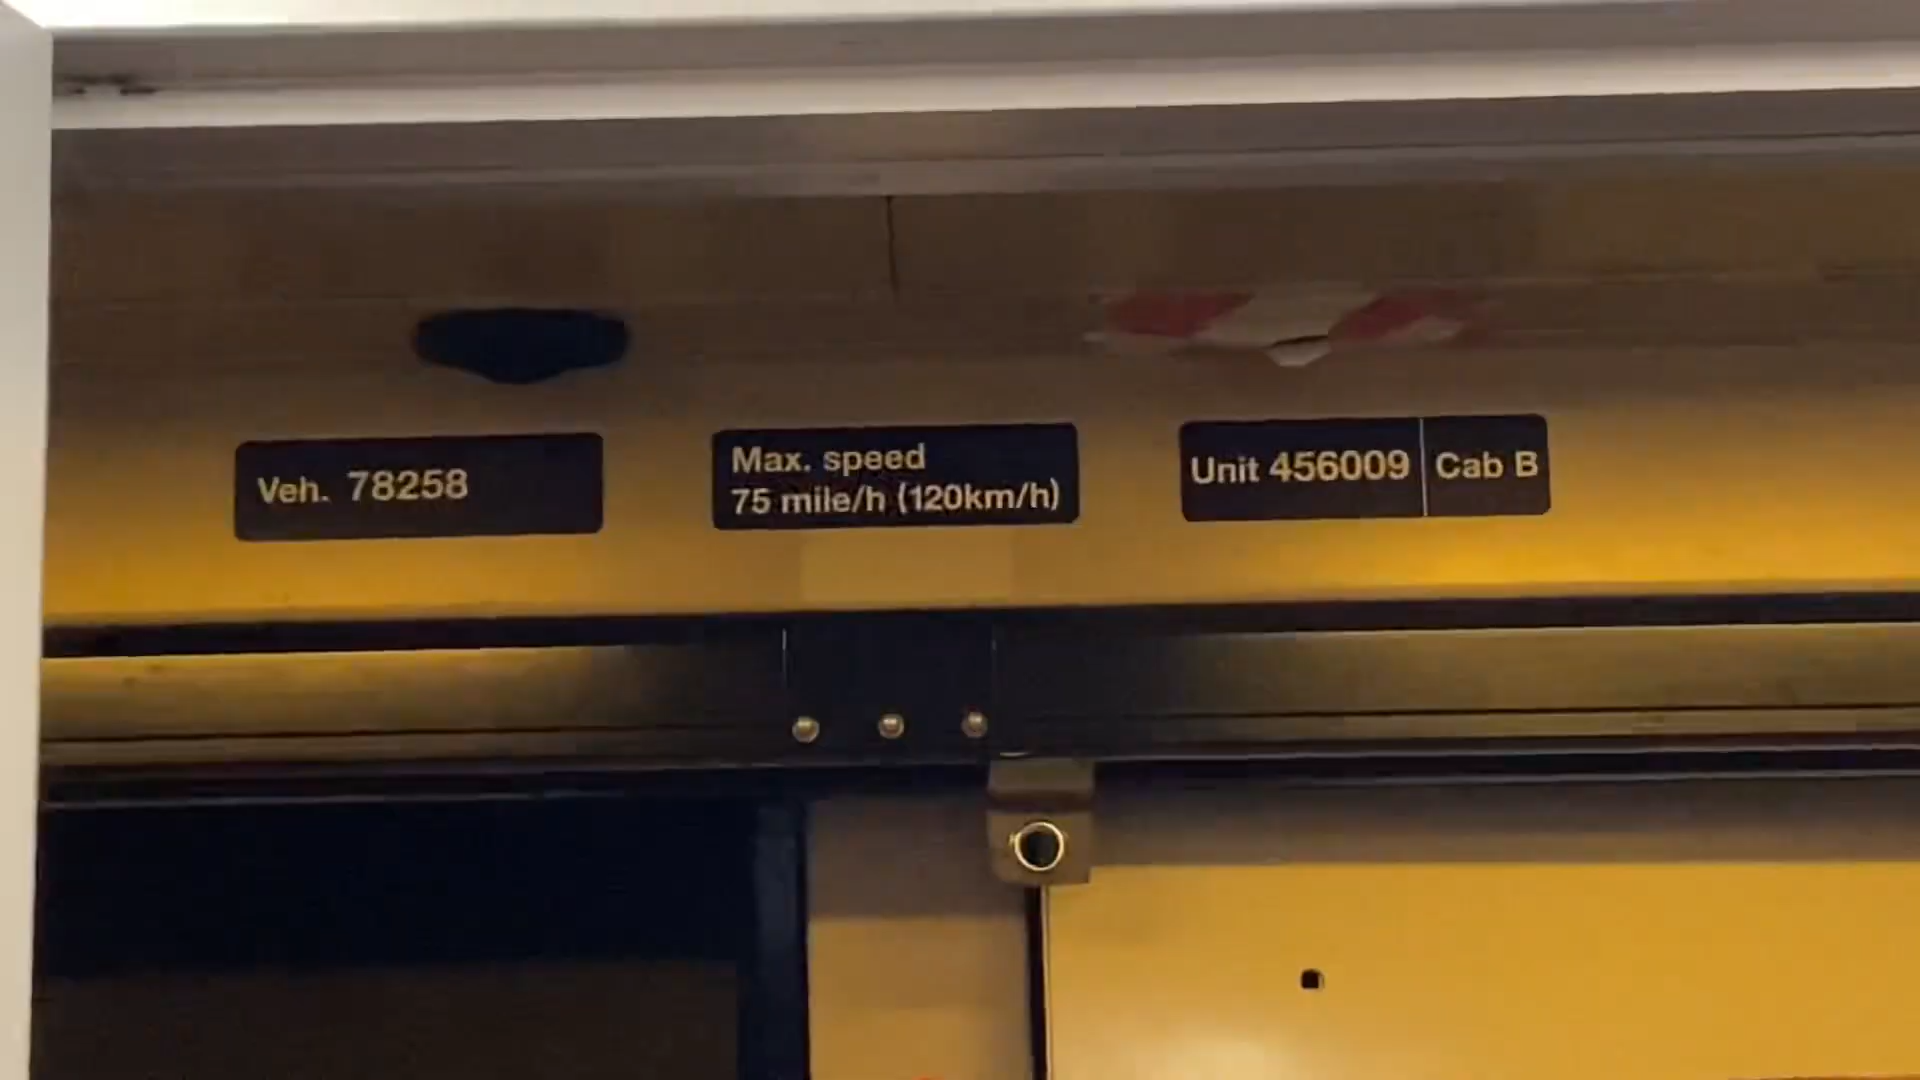 Veh. 78258
Max. speed
75 mile/h (120km/h)
Unit 456009 Cab B